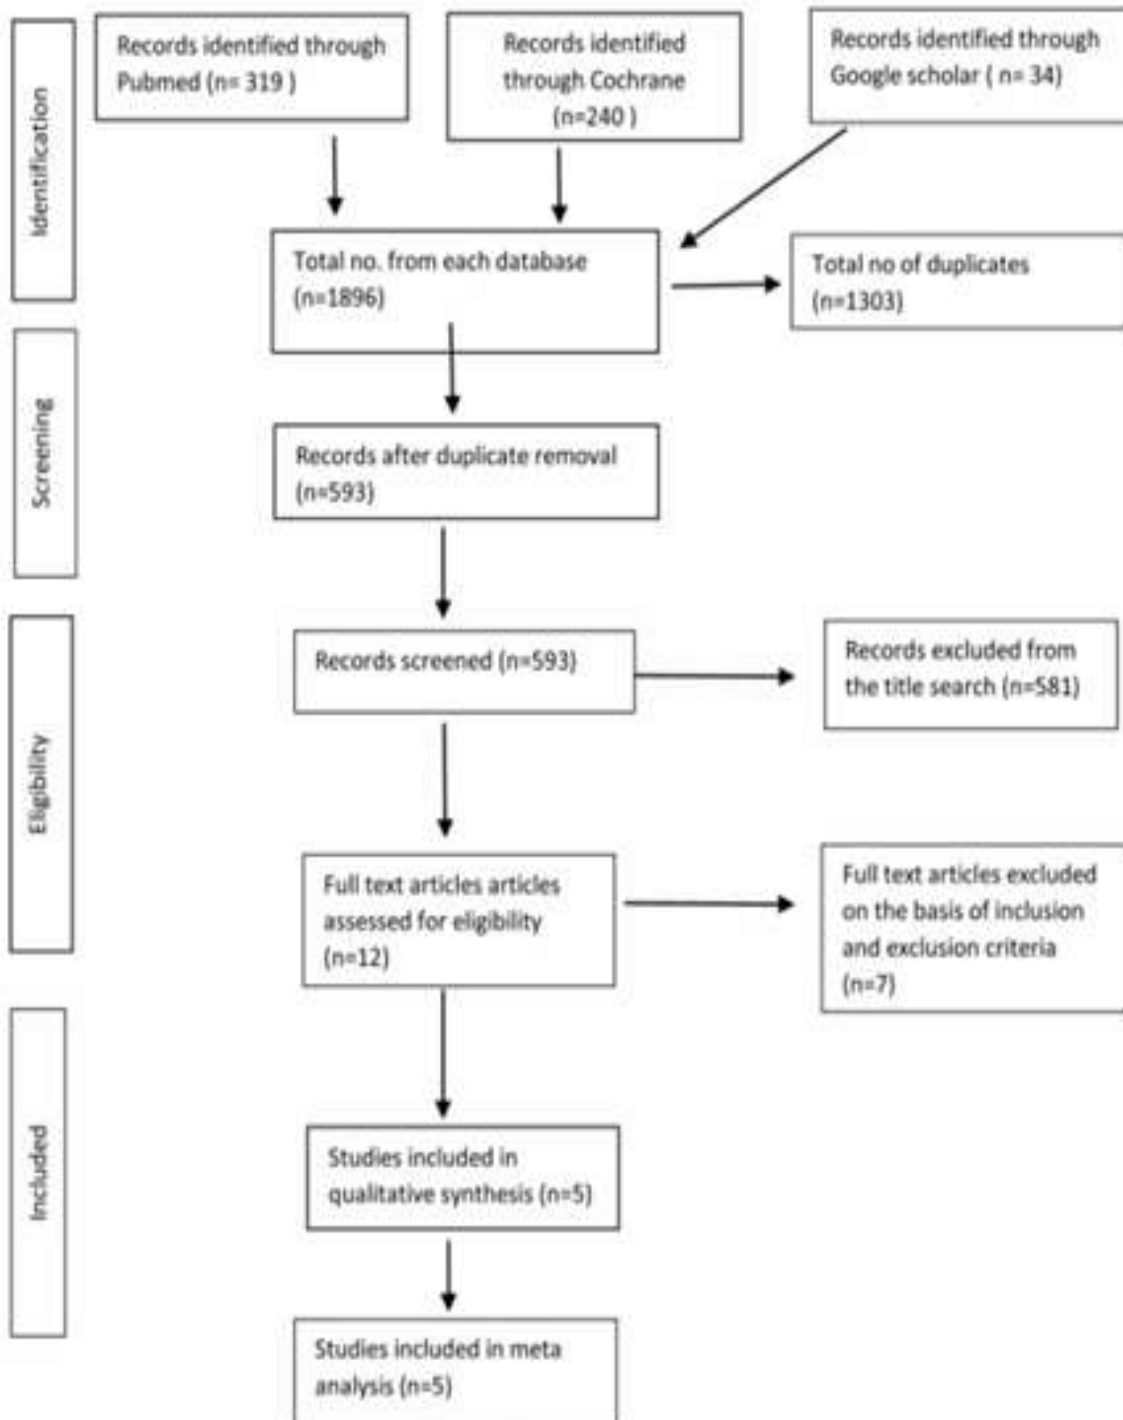 Identification
Records identified through
Pubmed (n= 319 )
Records identified
through Cochrane
(n=240 )
Records identified through
Google scholar ( n= 34)
Total no. from each database
(n=1896)
Total no of duplicates
(n=1303)
Screening
Records after duplicate removal
(n=593)
Eligibility
Records screened (n=593)
Records excluded from
the title search (n=581)
Full text articles articles
assessed for eligibility
(n=12)
Full text articles excluded
on the basis of inclusion
and exclusion criteria
(n=7)
Included
Studies included in
qualitative synthesis (n=5)
Studies included in meta
analysis (n=5)